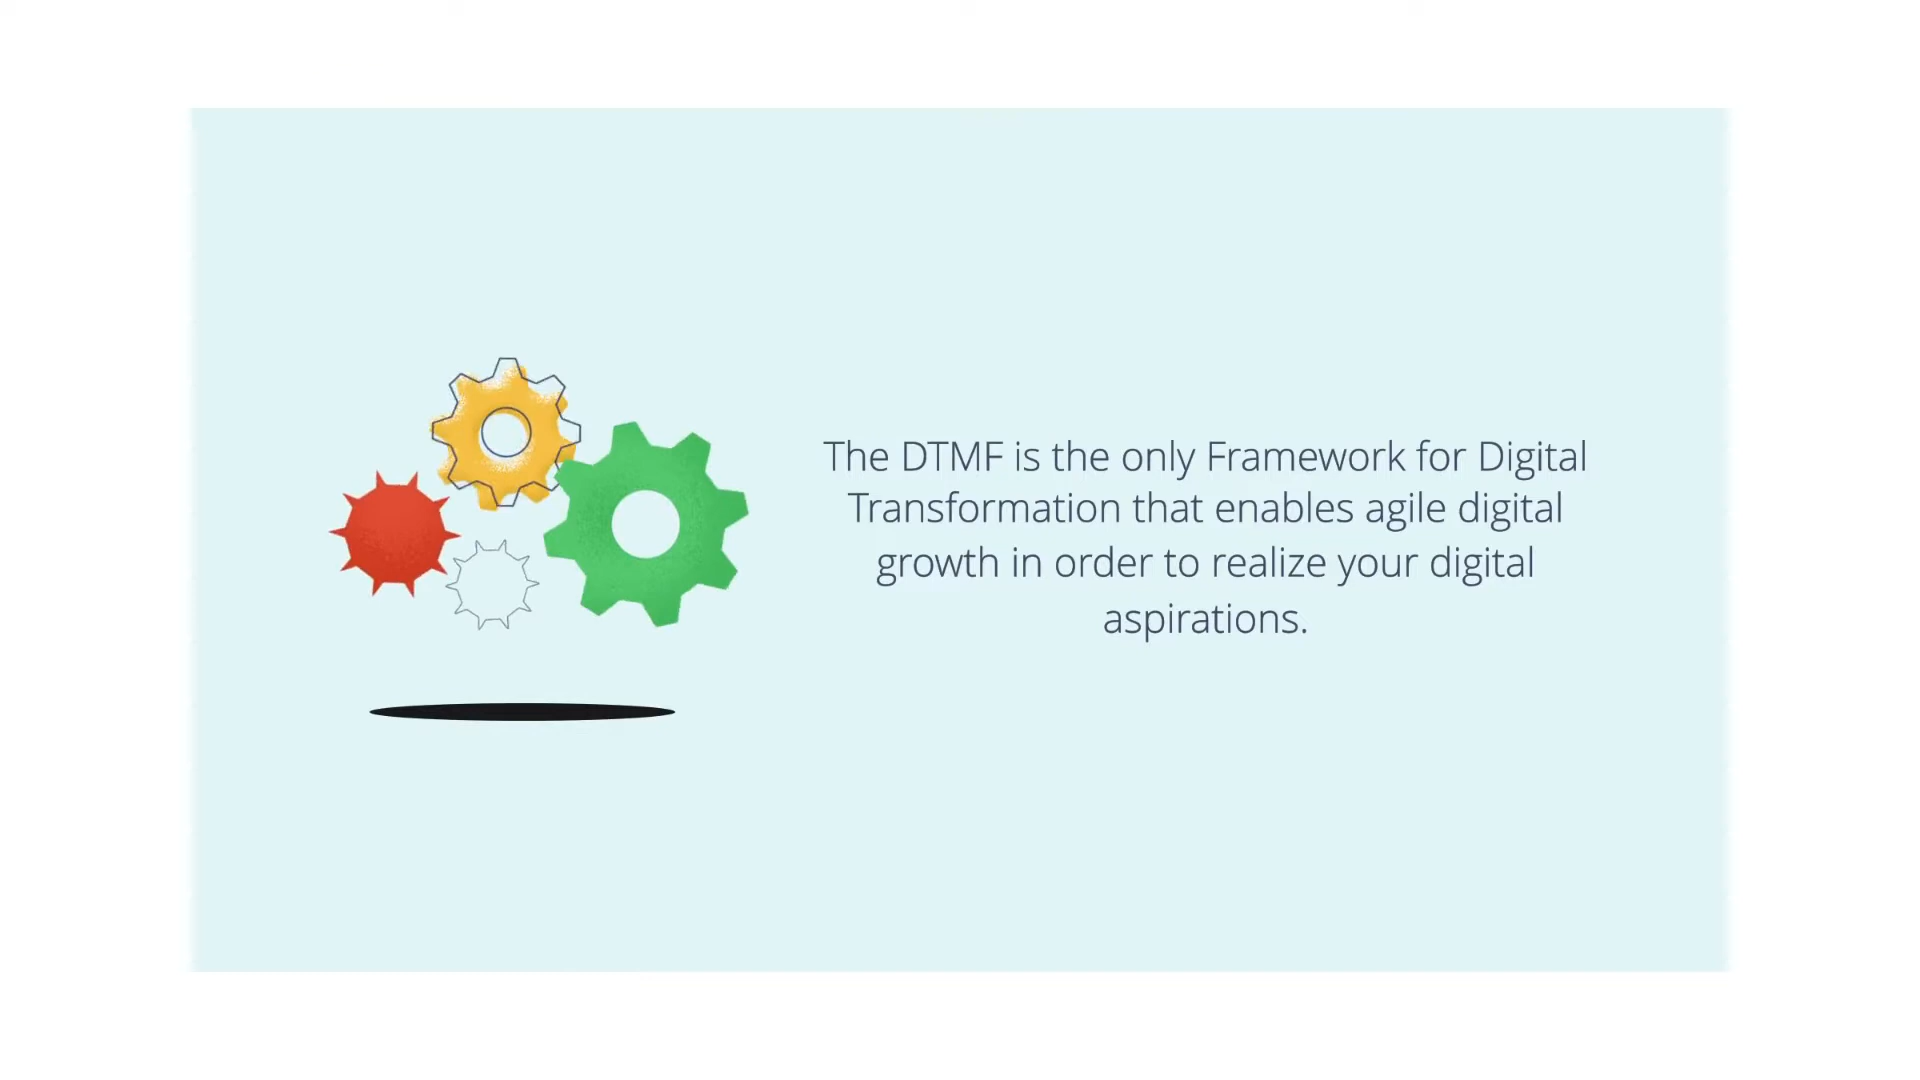 The DTMF is the only Framework for Digital
Transformation that enables agile digital
growth in order to realize your digital
aspirations.